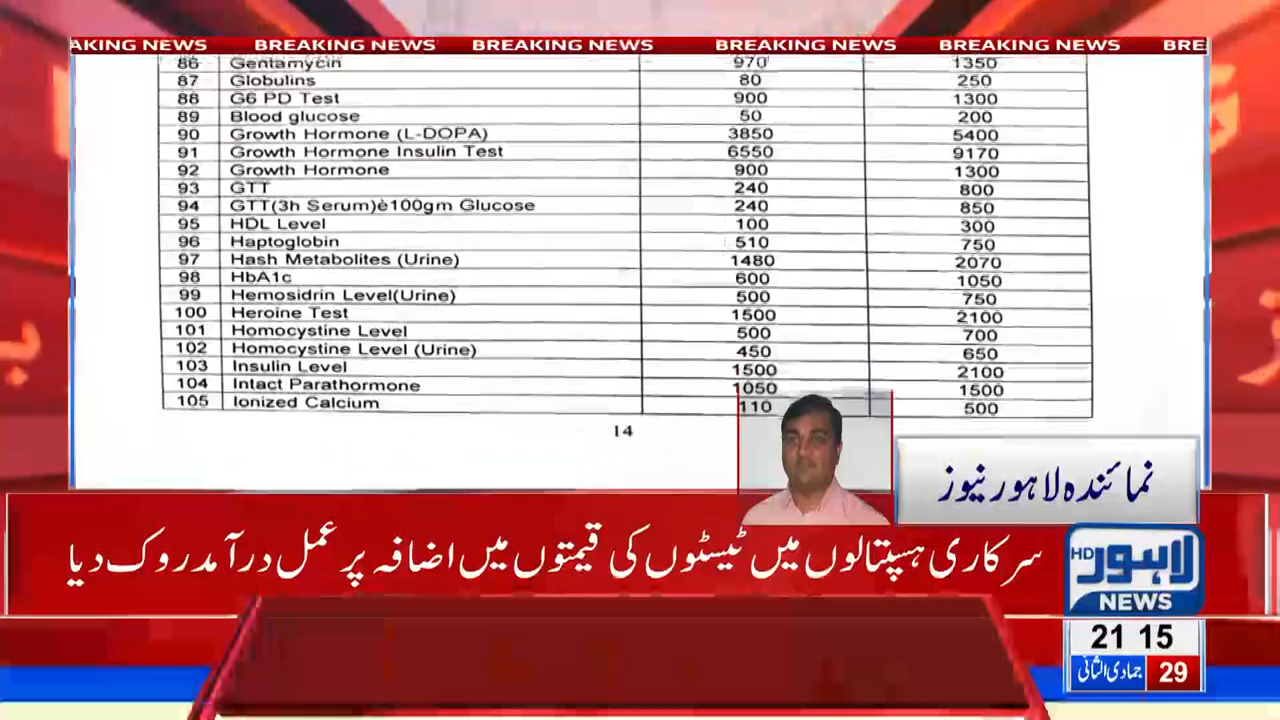 AKING NEWS BREAKING NEWS BREAKING NEWS BREAKING NEWS BREAKING NEWS BRE
86 Gentamycin 970 1350
87 Globulins 80 250
88 G6 PD Test 900 1300
89 Blood glucose 50 200
90 Growth Hormone (L-DOPA) 3850 5400
91 Growth Hormone Insulin Test 6550 9170
92 Growth Hormone 900 1300
93 GTT 240 800
94 GTT(3h Serum)è100gm Glucose 240 850
95 HDL Level 100 300
96 Haptoglobin 510 750
97 Hash Metabolites (Urine) 1480 2070
98 HbA1c 600 1050
99 Hemosidrin Level(Urine) 500 750
100 Heroine Test 1500 2100
101 Homocystine Level 500 700
102 Homocystine Level (Urine) 450 650
103 Insulin Level 1500 2100
104 Intact Parathormone 1050 1500
105 Ionized Calcium 110 500
14
نمائندہ لاہور نیوز
سرکاری ہسپتالوں میں ٹیسٹوں کی قیمتوں میں اضافہ پر عمل درآمد روک دیا
HD لاہور
NEWS
21 15
29 جمادی الثانی